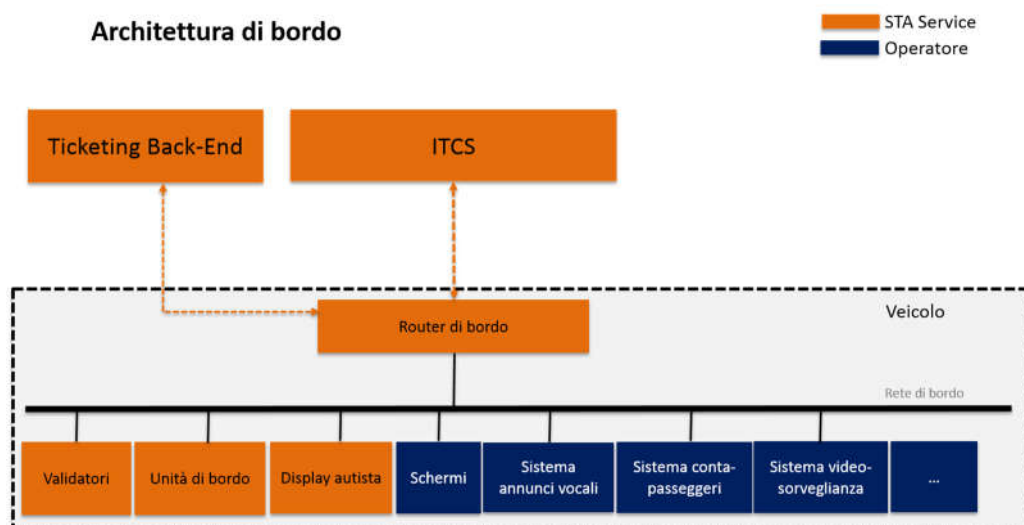 Architettura di bordo
STA Service
Operatore
Ticketing Back-End
ITCS
Veicolo
Router di bordo
Rete di bordo
Validatori
Unità di bordo
Display autista
Schermi
Sistema
annunci vocali
Sistema conta-
passeggeri
Sistema video-
sorveglianza
...